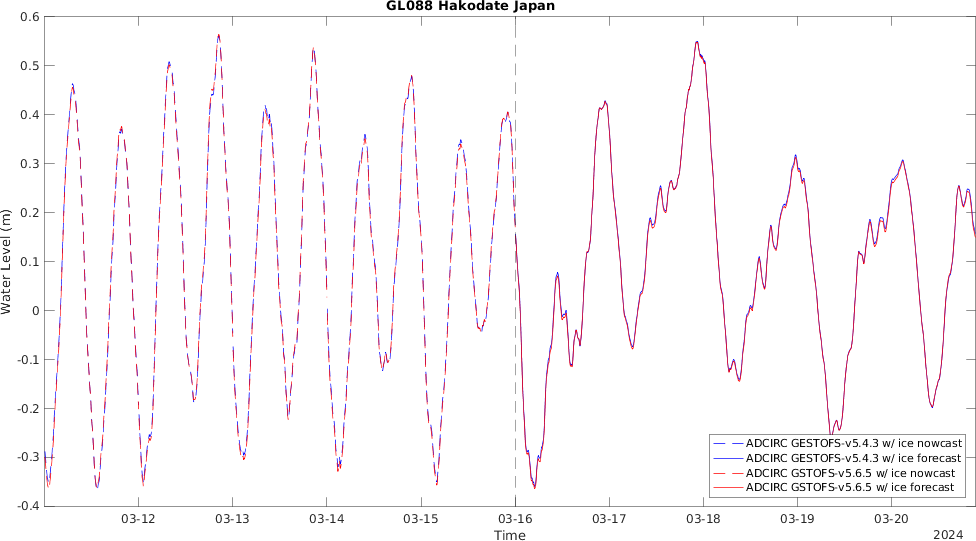 GL088 Hakodate Japan
0.6
0.5
0.4
0.3
0.2
0.1
0
-0.1
-0.2
-0.3
-0.4
Water Level (m)
ADCIRC GESTOFS-v5.4.3 w/ ice nowcast
ADCIRC GESTOFS-v5.4.3 w/ ice forecast
ADCIRC GSTOFS-v5.6.5 w/ ice nowcast
ADCIRC GSTOFS-v5.6.5 w/ ice forecast
03-12 03-13 03-14 03-15 03-16 03-17 03-18 03-19 03-20
Time
2024